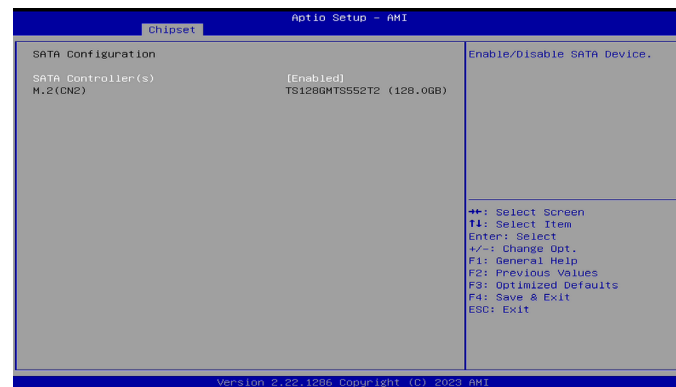 Aptio Setup – AMI
Chipset
SATA Configuration
SATA Controller(s) [Enabled]
M.2(CN2) TS128GMTS552T2 (128.0GB)
Enable/Disable SATA Device.
→←: Select Screen
↑↓: Select Item
Enter: Select
+/-: Change Opt.
F1: General Help
F2: Previous Values
F3: Optimized Defaults
F4: Save & Exit
ESC: Exit
Version 2.22.1286 Copyright (C) 2023 AMI